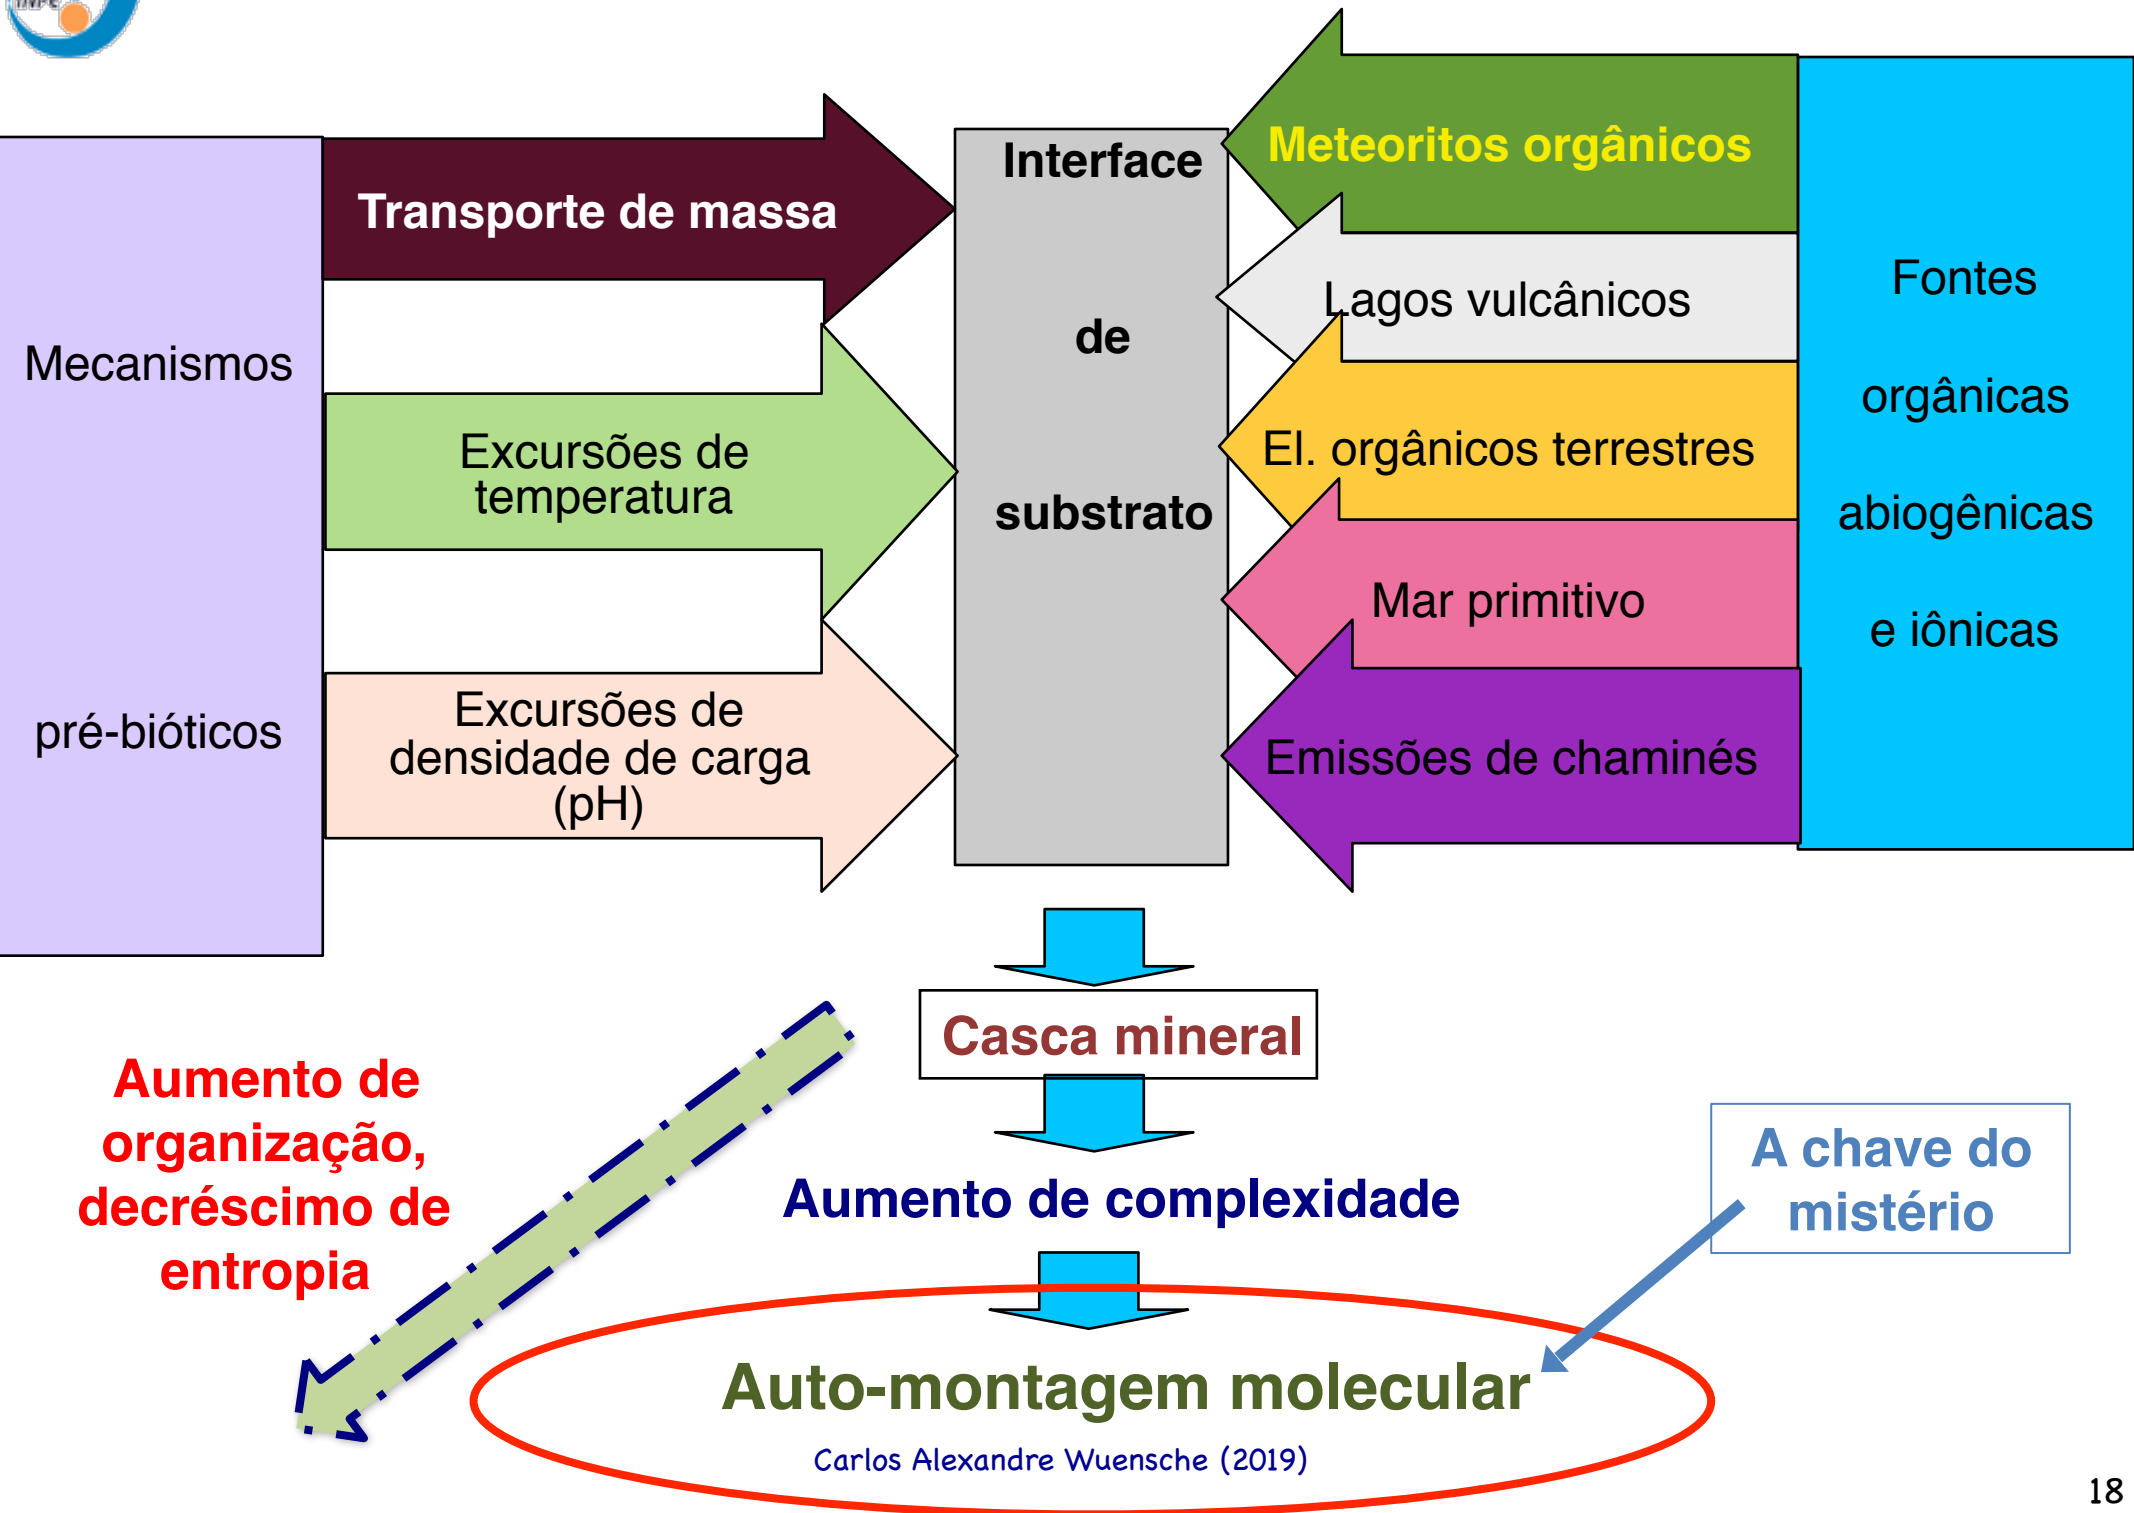 INPE
Mecanismos
pré-bióticos
Transporte de massa
Excursões de
temperatura
Excursões de
densidade de carga
(pH)
Interface
de
substrato
Meteoritos orgânicos
Lagos vulcânicos
El. orgânicos terrestres
Mar primitivo
Emissões de chaminés
Fontes
orgânicas
abiogênicas
e iônicas
Casca mineral
Aumento de
organização,
decréscimo de
entropia
Aumento de complexidade
A chave do
mistério
Auto-montagem molecular
Carlos Alexandre Wuensche (2019)
18